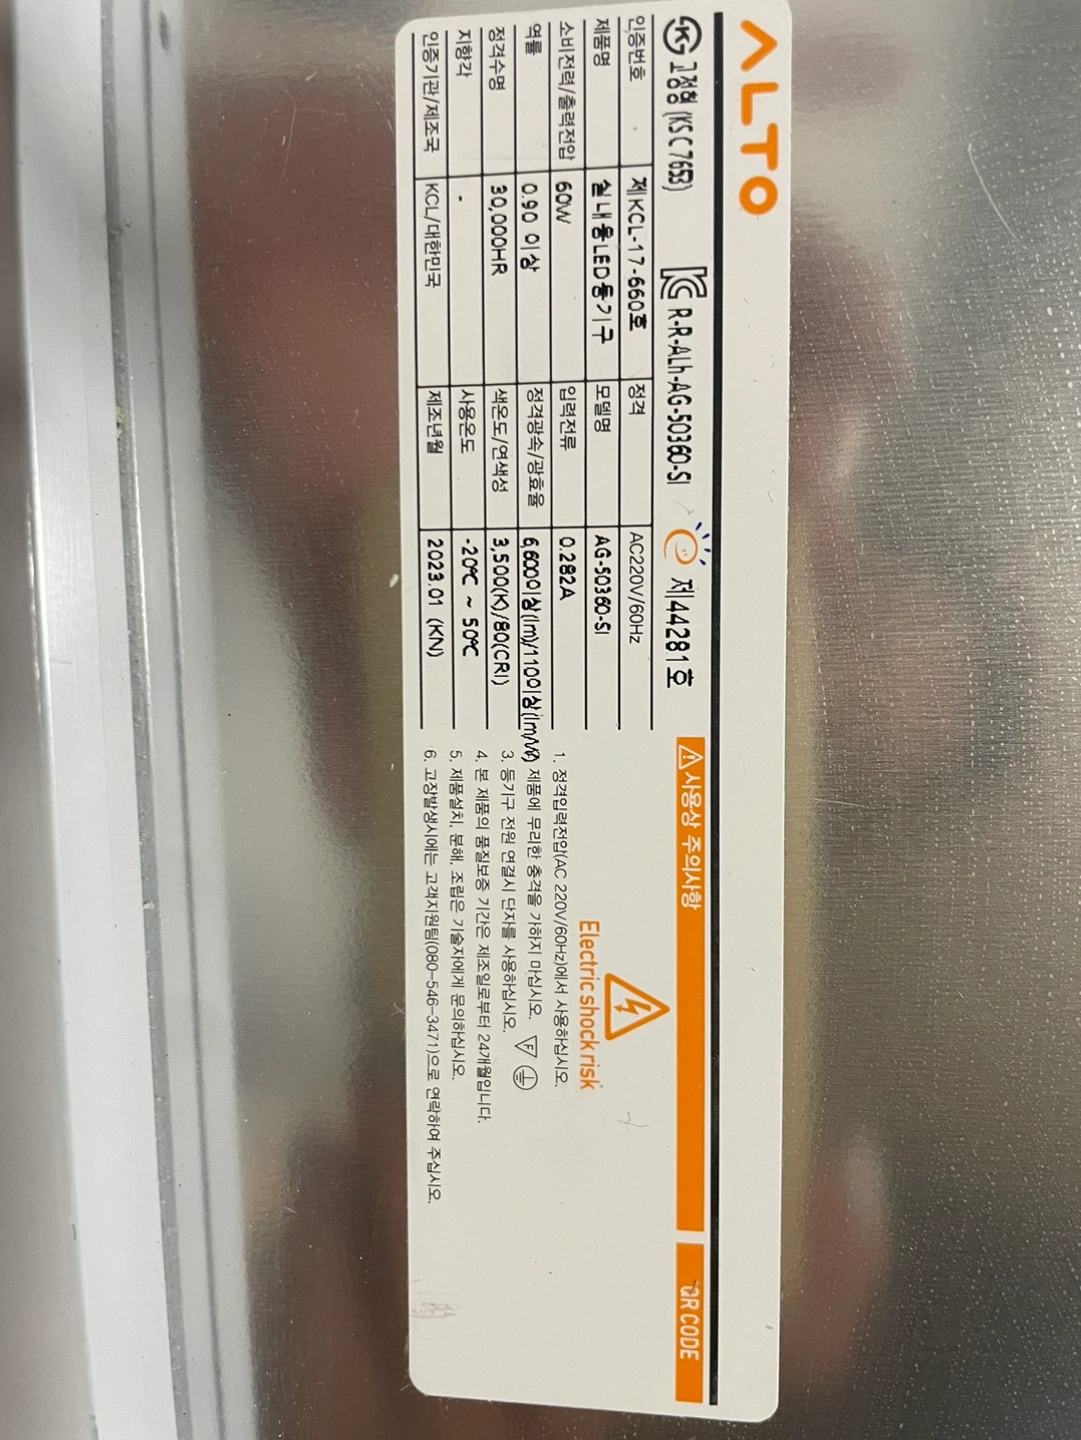 ALTO
고정형 (KS C 7653) R-R-ALh-AG-50360-SI 제44281호
인증번호 제KCL-17-660호 정격 AC220V/60Hz
제품명 실내용LED등기구 모델명 AG-50360-SI
소비전력/출력전압 60W 입력전류 0.282A
역률 0.90 이상 정격광속/광효율 6,600이상(lm)/110이상(lm/W)
정격수명 30,000HR 색온도/연색성 3,500(K)/80(CRI)
지향각 - 사용온도 -20℃ ~ 50℃
인증기관/제조국 KCL/대한민국 제조년월 2023.01 (KN)
사용상 주의사항
Electric shock risk
1. 정격입력전압(AC 220V/60Hz)에서 사용하십시오.
제품에 무리한 충격을 가하지 마십시오.
3. 등기구 전원 연결시 단자를 사용하십시오.
4. 본 제품의 품질보증 기간은 제조일로부터 24개월입니다.
5. 제품설치, 분해, 조립은 기술자에게 문의하십시오.
6. 고장발생시에는 고객지원팀(080-546-3471)으로 연락하여 주십시오.
F
QR CODE